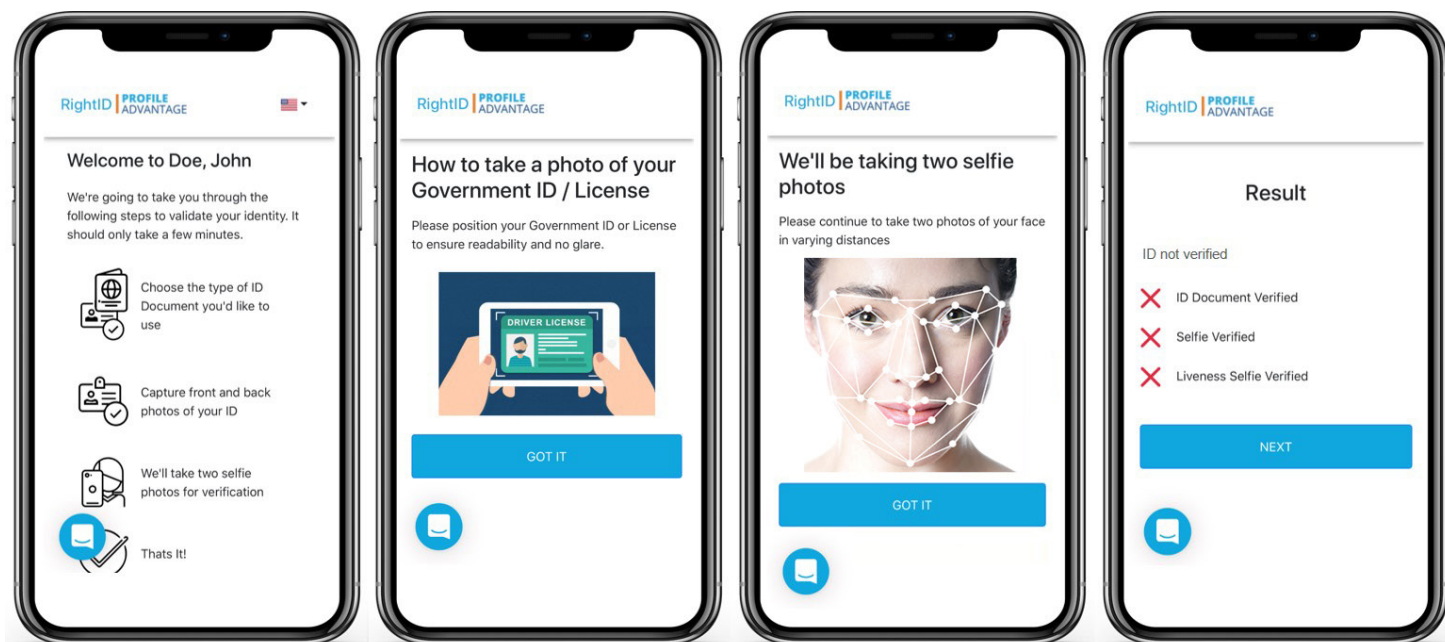 RightID PROFILE ADVANTAGE
Welcome to Doe, John
We're going to take you through the
following steps to validate your identity. It
should only take a few minutes.
Choose the type of ID
Document you'd like to
use
Capture front and back
photos of your ID
We'll take two selfie
photos for verification
Thats It!
RightID PROFILE ADVANTAGE
How to take a photo of your
Government ID / License
Please position your Government ID or License
to ensure readability and no glare.
DRIVER LICENSE
GOT IT
RightID PROFILE ADVANTAGE
We'll be taking two selfie
photos
Please continue to take two photos of your face
in varying distances
GOT IT
RightID PROFILE ADVANTAGE
Result
ID not verified
ID Document Verified
Selfie Verified
Liveness Selfie Verified
NEXT